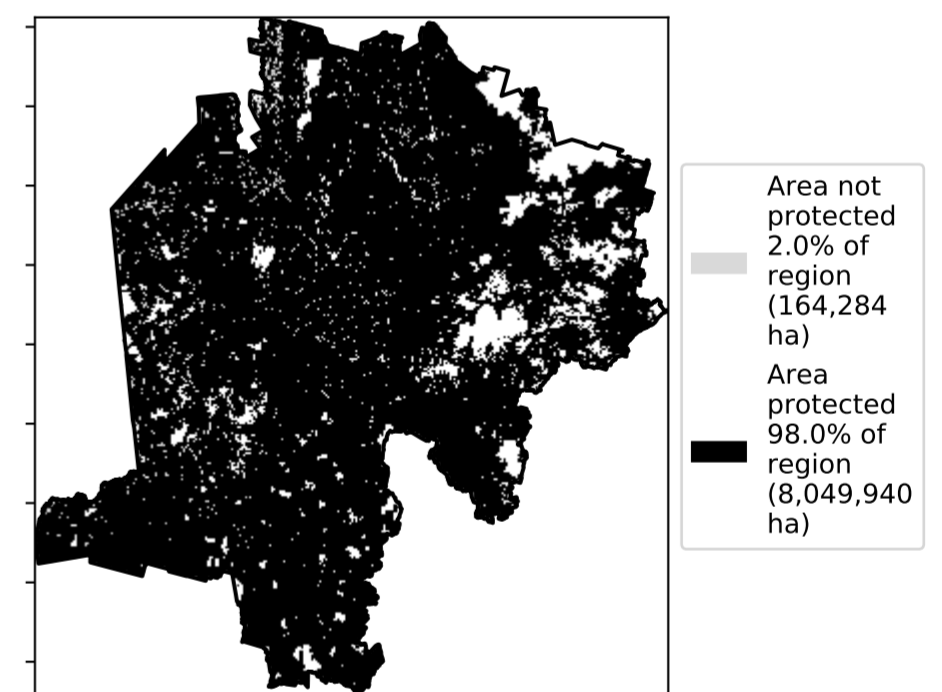 Area not
protected
2.0% of
region
(164,284
ha)
Area
protected
98.0% of
region
(8,049,940
ha)